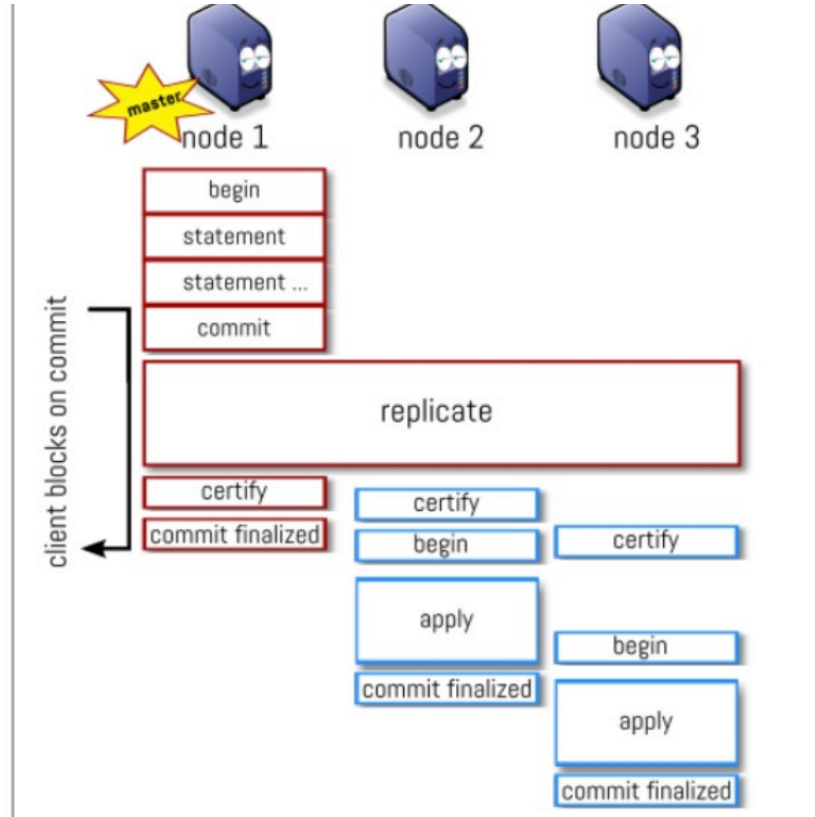 master
node 1
node 2
node 3
begin
statement
statement ...
commit
client blocks on commit
replicate
certify
commit finalized
certify
begin
apply
commit finalized
certify
begin
apply
commit finalized